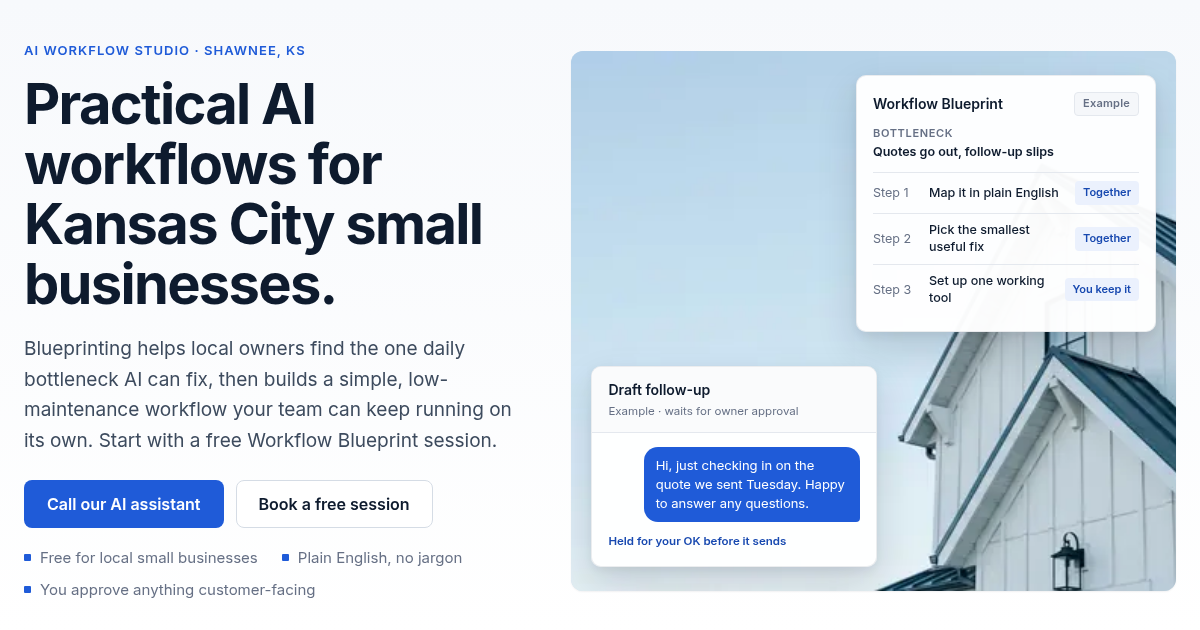 AI WORKFLOW STUDIO · SHAWNEE, KS
Practical AI
workflows for
Kansas City small
businesses.
Blueprinting helps local owners find the one daily
bottleneck AI can fix, then builds a simple, low-
maintenance workflow your team can keep running on
its own. Start with a free Workflow Blueprint session.
Call our AI assistant
Book a free session
Free for local small businesses
Plain English, no jargon
You approve anything customer-facing
Workflow Blueprint
Example
BOTTLENECK
Quotes go out, follow-up slips
Step 1
Map it in plain English
Together
Step 2
Pick the smallest
useful fix
Together
Step 3
Set up one working
tool
You keep it
Draft follow-up
Example · waits for owner approval
Hi, just checking in on the
quote we sent Tuesday. Happy
to answer any questions.
Held for your OK before it sends